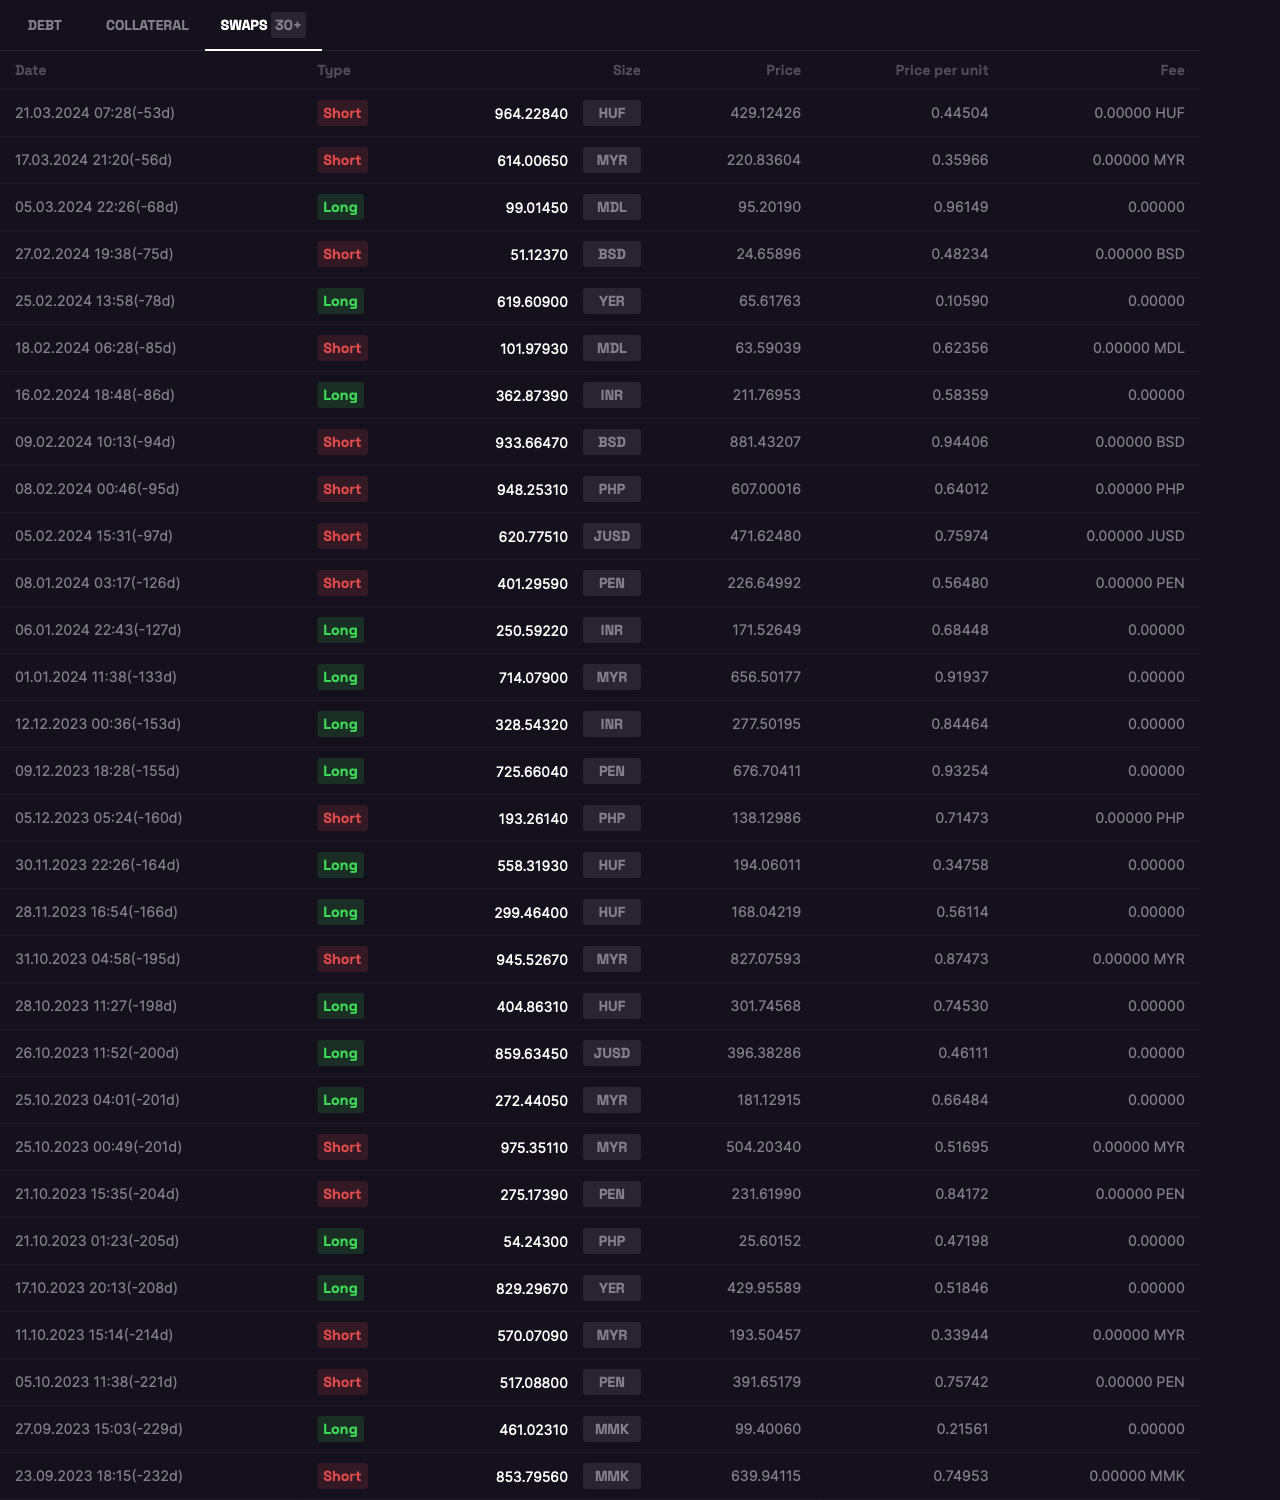 DEBT COLLATERAL SWAPS 30+
Date Type Size Price Price per unit Fee
21.03.2024 07:28(-53d) Short 964.22840 HUF 429.12426 0.44504 0.00000 HUF
17.03.2024 21:20(-56d) Short 614.00650 MYR 220.83604 0.35966 0.00000 MYR
05.03.2024 22:26(-68d) Long 99.01450 MDL 95.20190 0.96149 0.00000
27.02.2024 19:38(-75d) Short 51.12370 BSD 24.65896 0.48234 0.00000 BSD
25.02.2024 13:58(-78d) Long 619.60900 YER 65.61763 0.10590 0.00000
18.02.2024 06:28(-85d) Short 101.97930 MDL 63.59039 0.62356 0.00000 MDL
16.02.2024 18:48(-86d) Long 362.87390 INR 211.76953 0.58359 0.00000
09.02.2024 10:13(-94d) Short 933.66470 BSD 881.43207 0.94406 0.00000 BSD
08.02.2024 00:46(-95d) Short 948.25310 PHP 607.00016 0.64012 0.00000 PHP
05.02.2024 15:31(-97d) Short 620.77510 JUSD 471.62480 0.75974 0.00000 JUSD
08.01.2024 03:17(-126d) Short 401.29590 PEN 226.64992 0.56480 0.00000 PEN
06.01.2024 22:43(-127d) Long 250.59220 INR 171.52649 0.68448 0.00000
01.01.2024 11:38(-133d) Long 714.07900 MYR 656.50177 0.91937 0.00000
12.12.2023 00:36(-153d) Long 328.54320 INR 277.50195 0.84464 0.00000
09.12.2023 18:28(-155d) Long 725.66040 PEN 676.70411 0.93254 0.00000
05.12.2023 05:24(-160d) Short 193.26140 PHP 138.12986 0.71473 0.00000 PHP
30.11.2023 22:26(-164d) Long 558.31930 HUF 194.06011 0.34758 0.00000
28.11.2023 16:54(-166d) Long 299.46400 HUF 168.04219 0.56114 0.00000
31.10.2023 04:58(-195d) Short 945.52670 MYR 827.07593 0.87473 0.00000 MYR
28.10.2023 11:27(-198d) Long 404.86310 HUF 301.74568 0.74530 0.00000
26.10.2023 11:52(-200d) Long 859.63450 JUSD 396.38286 0.46111 0.00000
25.10.2023 04:01(-201d) Long 272.44050 MYR 181.12915 0.66484 0.00000
25.10.2023 00:49(-201d) Short 975.35110 MYR 504.20340 0.51695 0.00000 MYR
21.10.2023 15:35(-204d) Short 275.17390 PEN 231.61990 0.84172 0.00000 PEN
21.10.2023 01:23(-205d) Long 54.24300 PHP 25.60152 0.47198 0.00000
17.10.2023 20:13(-208d) Long 829.29670 YER 429.95589 0.51846 0.00000
11.10.2023 15:14(-214d) Short 570.07090 MYR 193.50457 0.33944 0.00000 MYR
05.10.2023 11:38(-221d) Short 517.08800 PEN 391.65179 0.75742 0.00000 PEN
27.09.2023 15:03(-229d) Long 461.02310 MMK 99.40060 0.21561 0.00000
23.09.2023 18:15(-232d) Short 853.79560 MMK 639.94115 0.74953 0.00000 MMK